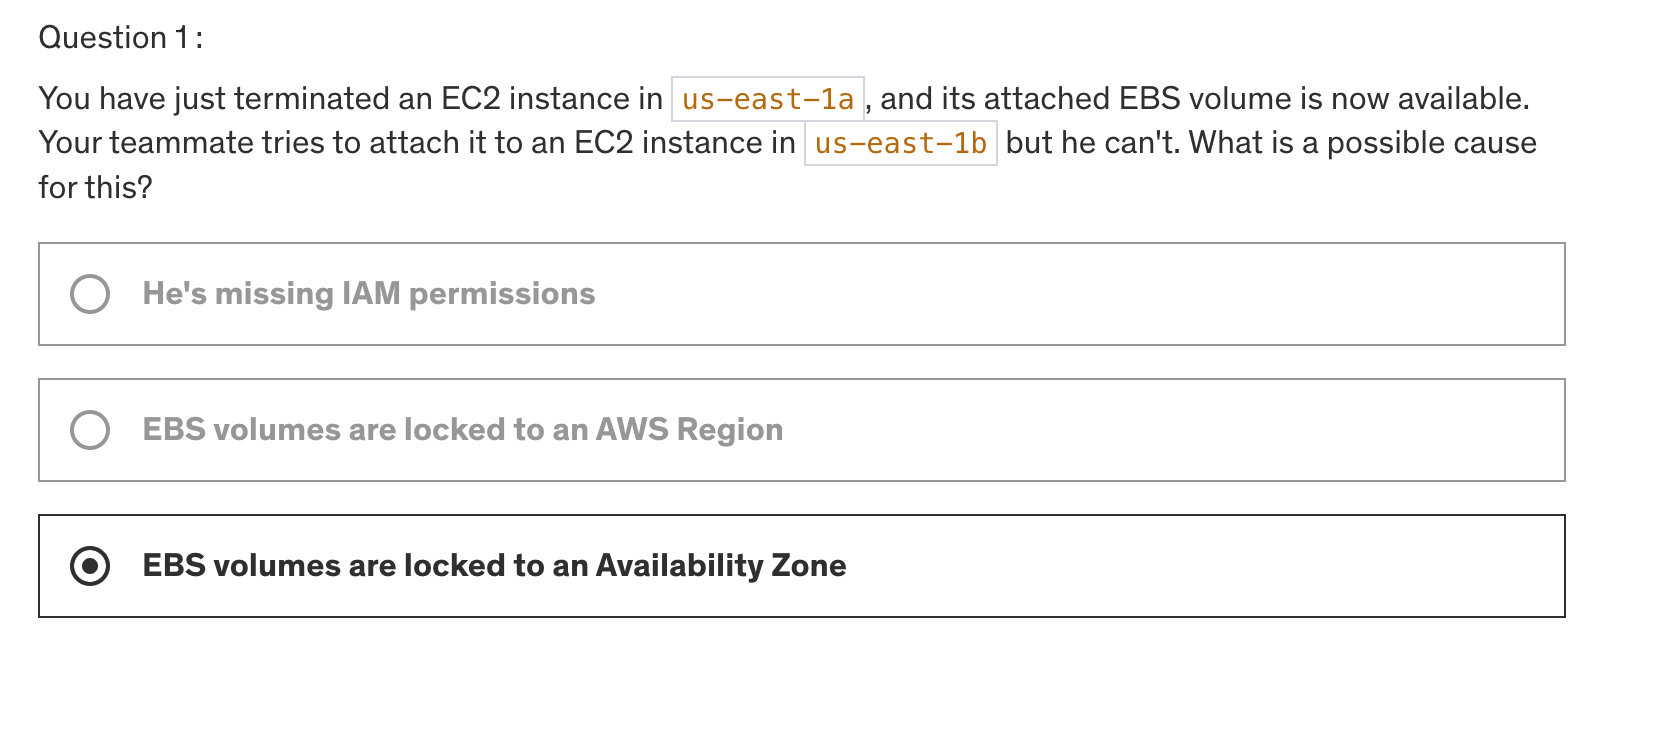 Question 1:
You have just terminated an EC2 instance in us-east-1a, and its attached EBS volume is now available.
Your teammate tries to attach it to an EC2 instance in us-east-1b but he can't. What is a possible cause
for this?
He's missing IAM permissions
EBS volumes are locked to an AWS Region
EBS volumes are locked to an Availability Zone